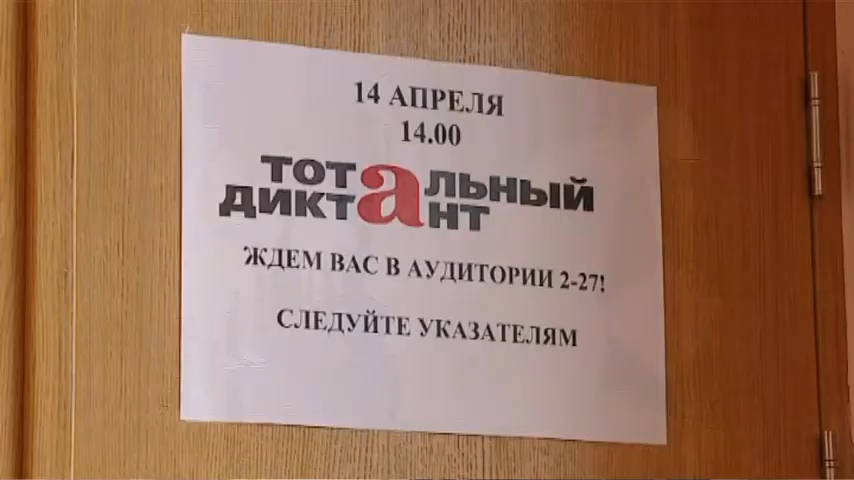 14 АПРЕЛЯ
14.00
ТОТАЛЬНЫЙ
ДИКТАНТ
ЖДЕМ ВАС В АУДИТОРИИ 2-27!
СЛЕДУЙТЕ УКАЗАТЕЛЯМ